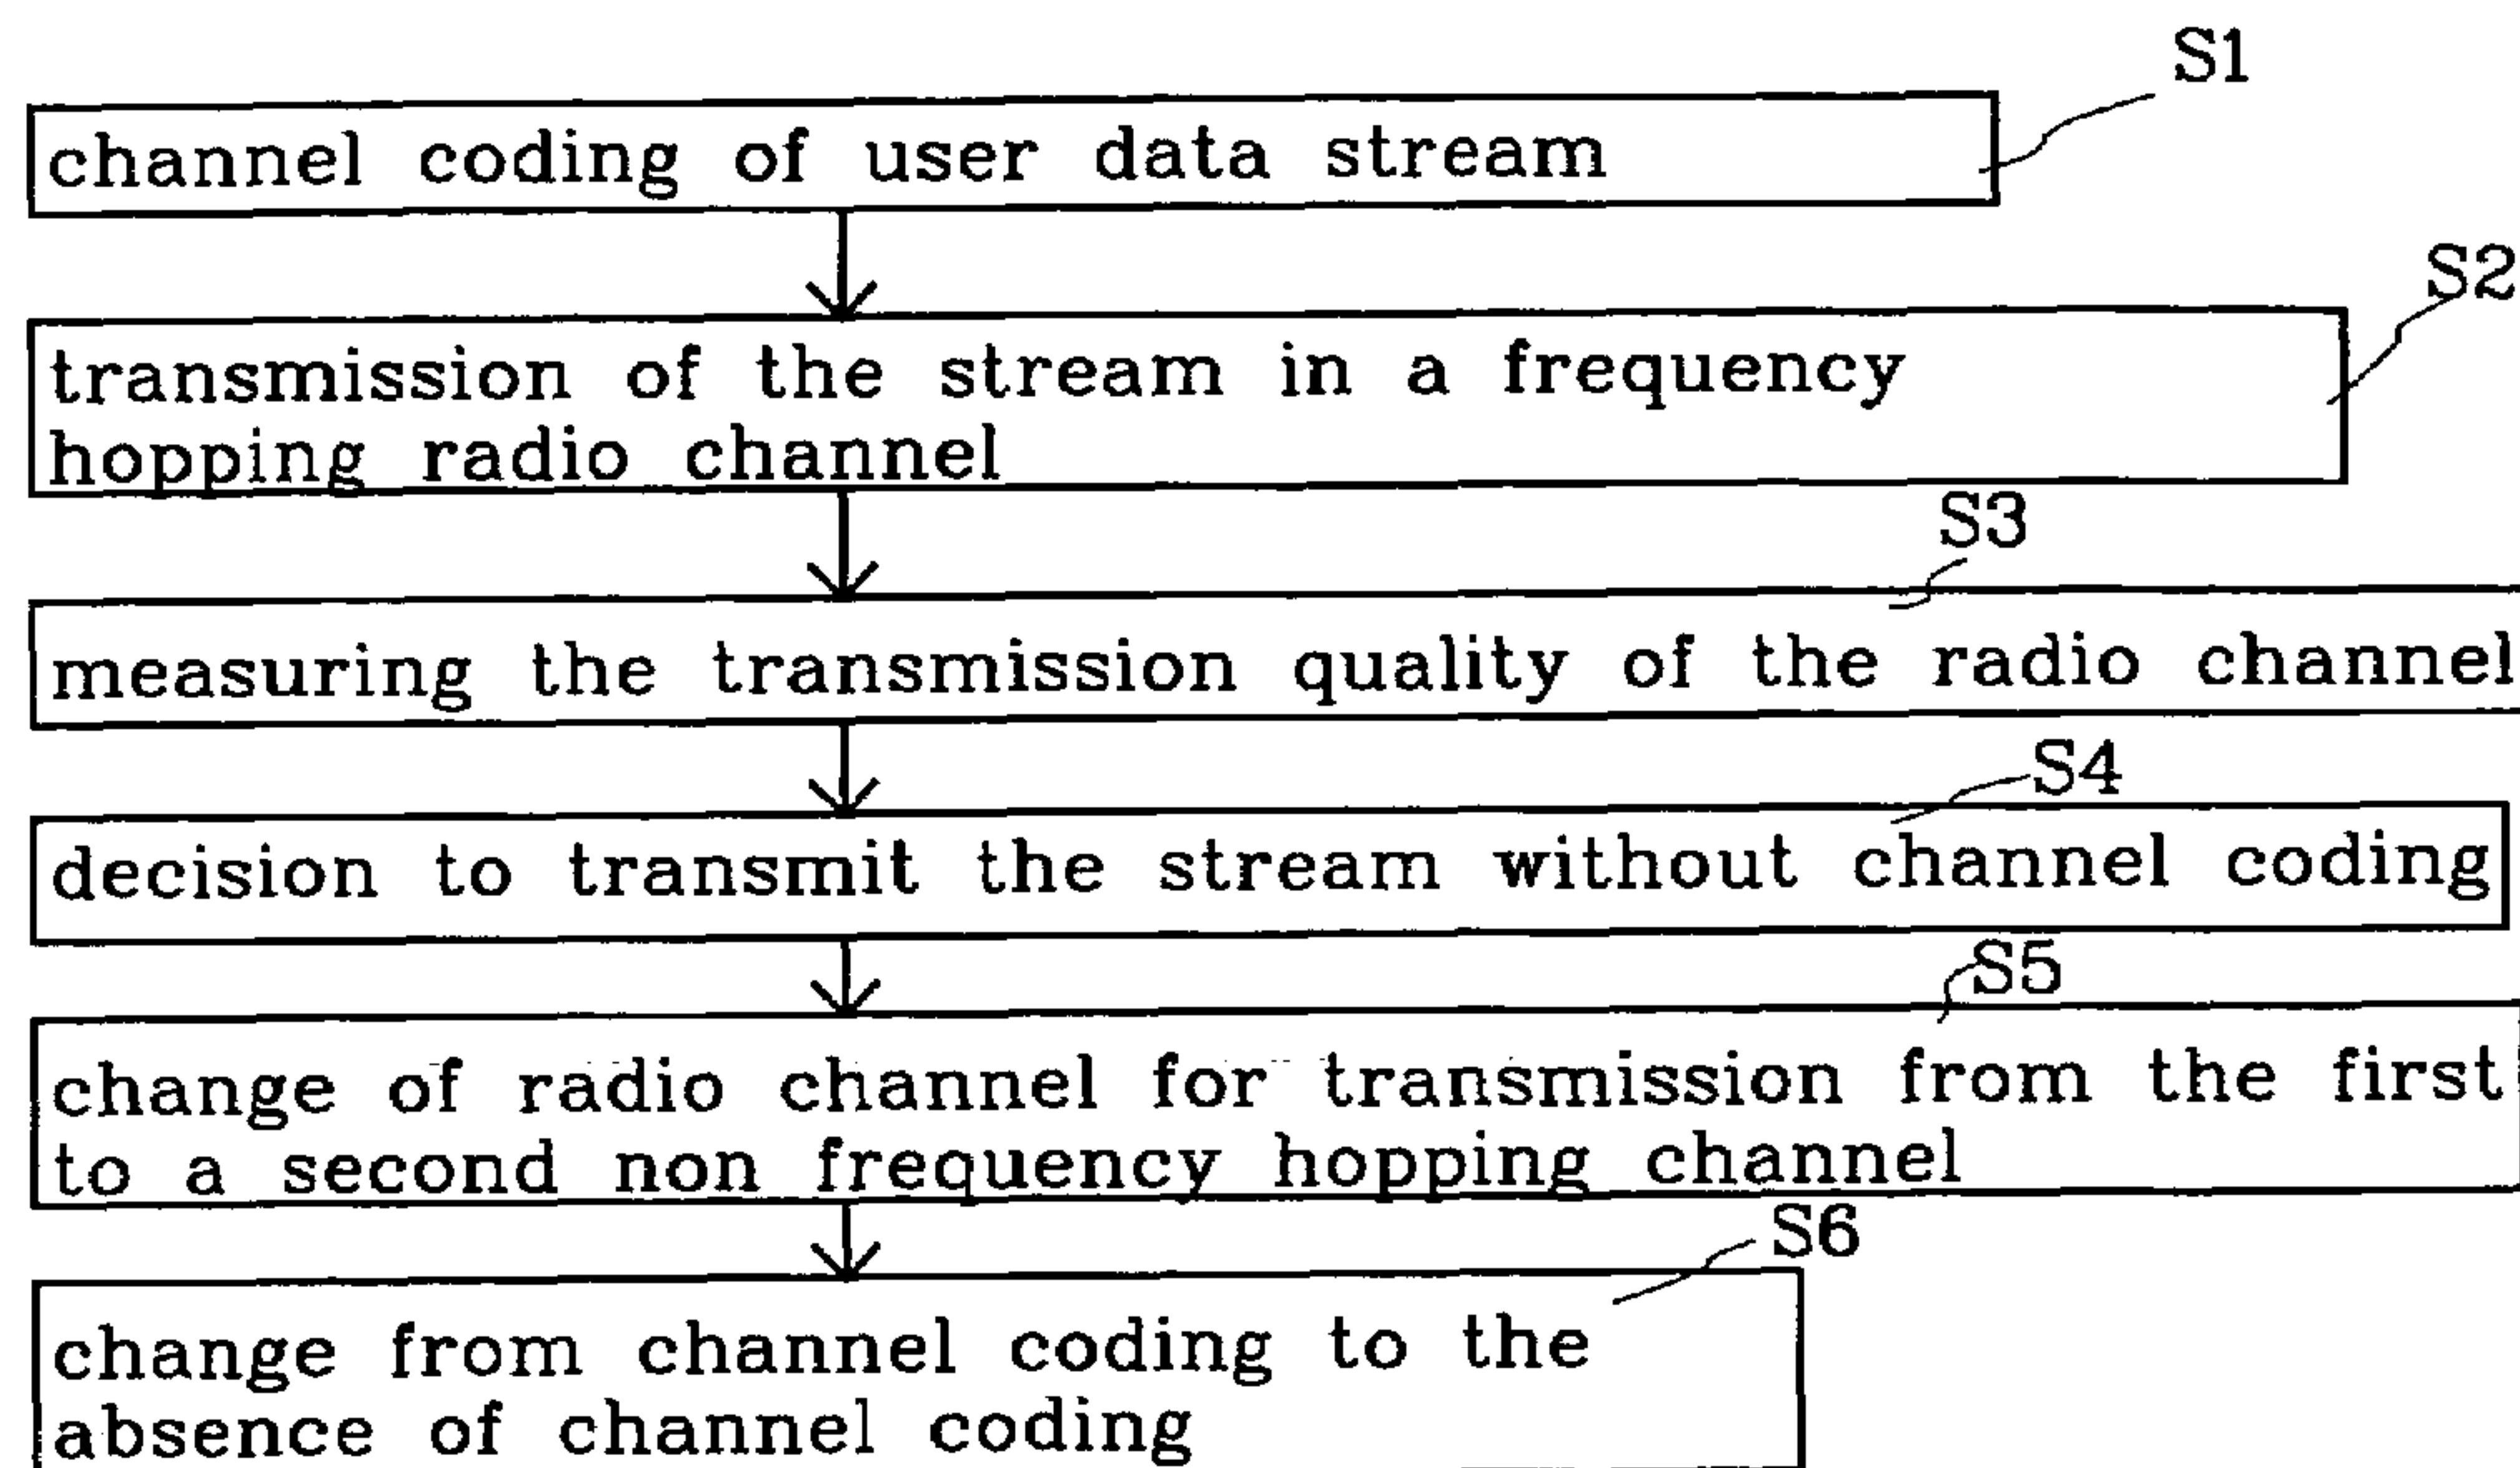 S1
channel coding of user data stream
S2
transmission of the stream in a frequency
hopping radio channel
S3
measuring the transmission quality of the radio channel
S4
decision to transmit the stream without channel coding
S5
change of radio channel for transmission from the first
to a second non frequency hopping channel
S6
change from channel coding to the
absence of channel coding